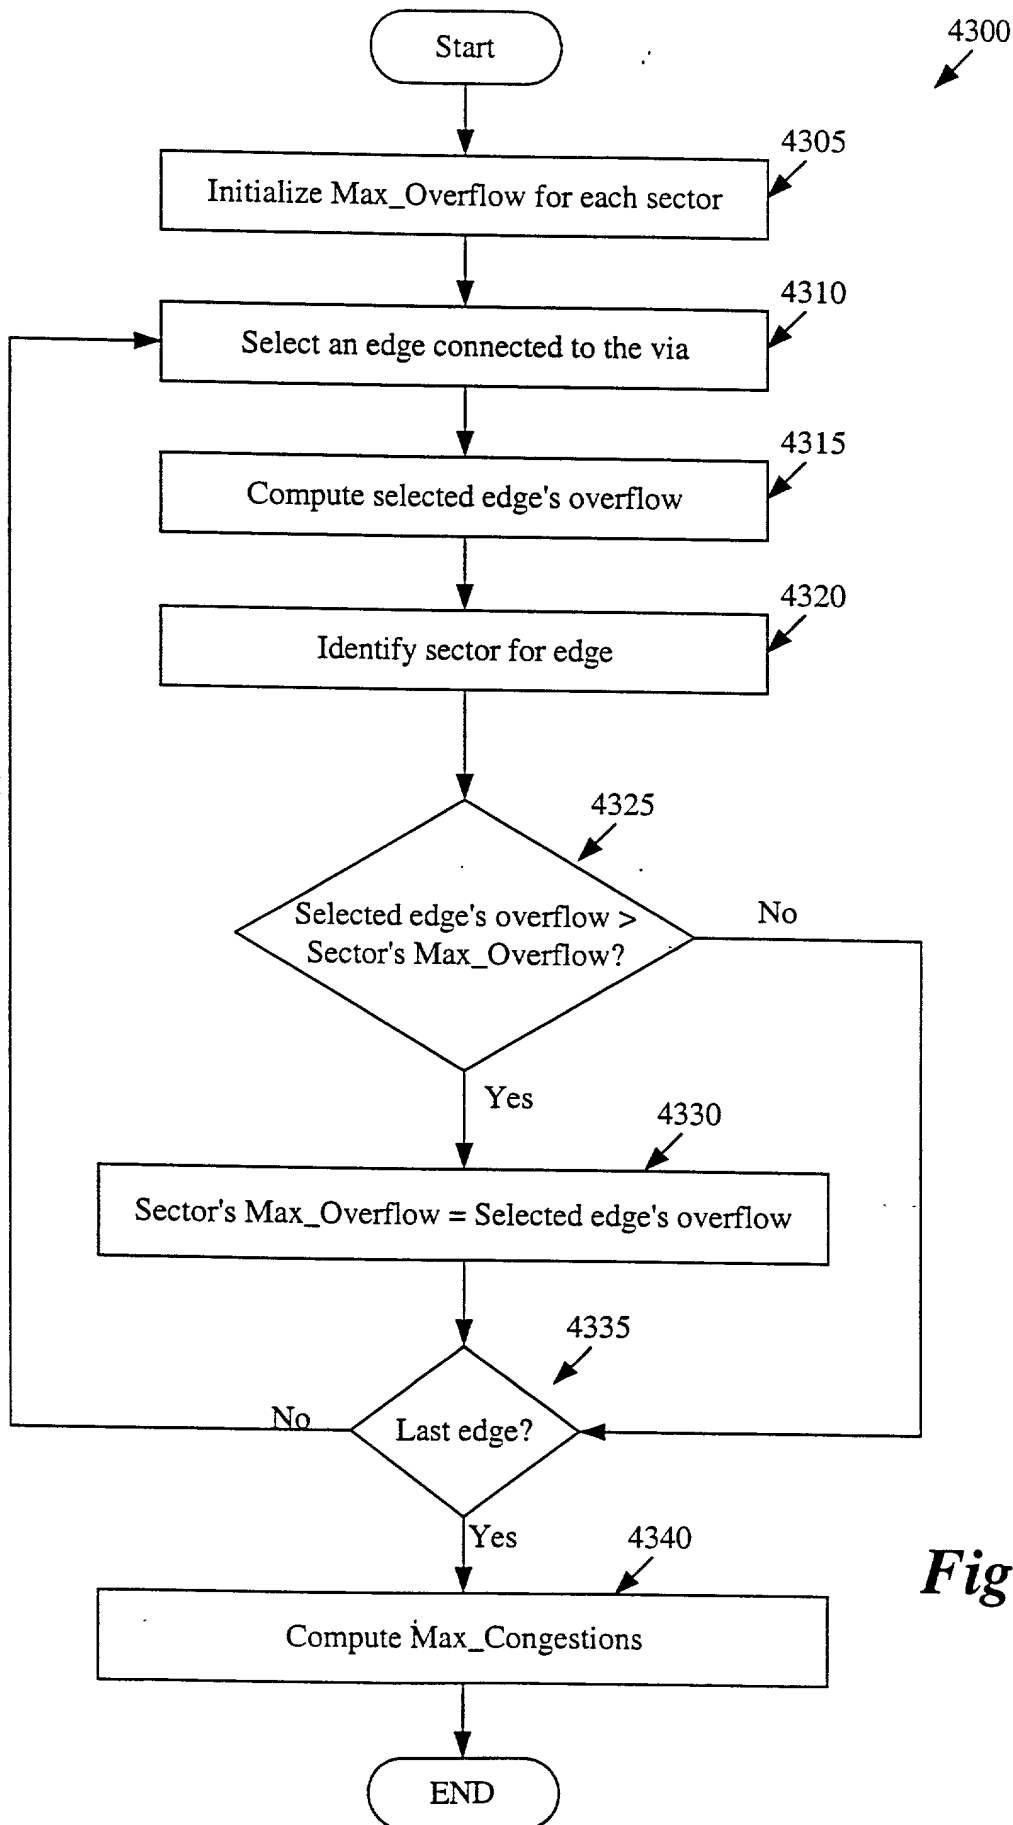 Start
4300
4305
Initialize Max_Overflow for each sector
4310
Select an edge connected to the via
4315
Compute selected edge's overflow
4320
Identify sector for edge
4325
Selected edge's overflow >
Sector's Max_Overflow?
No
Yes
4330
Sector's Max_Overflow = Selected edge's overflow
4335
Last edge?
No
Yes
4340
Compute Max_Congestions
Fig
END